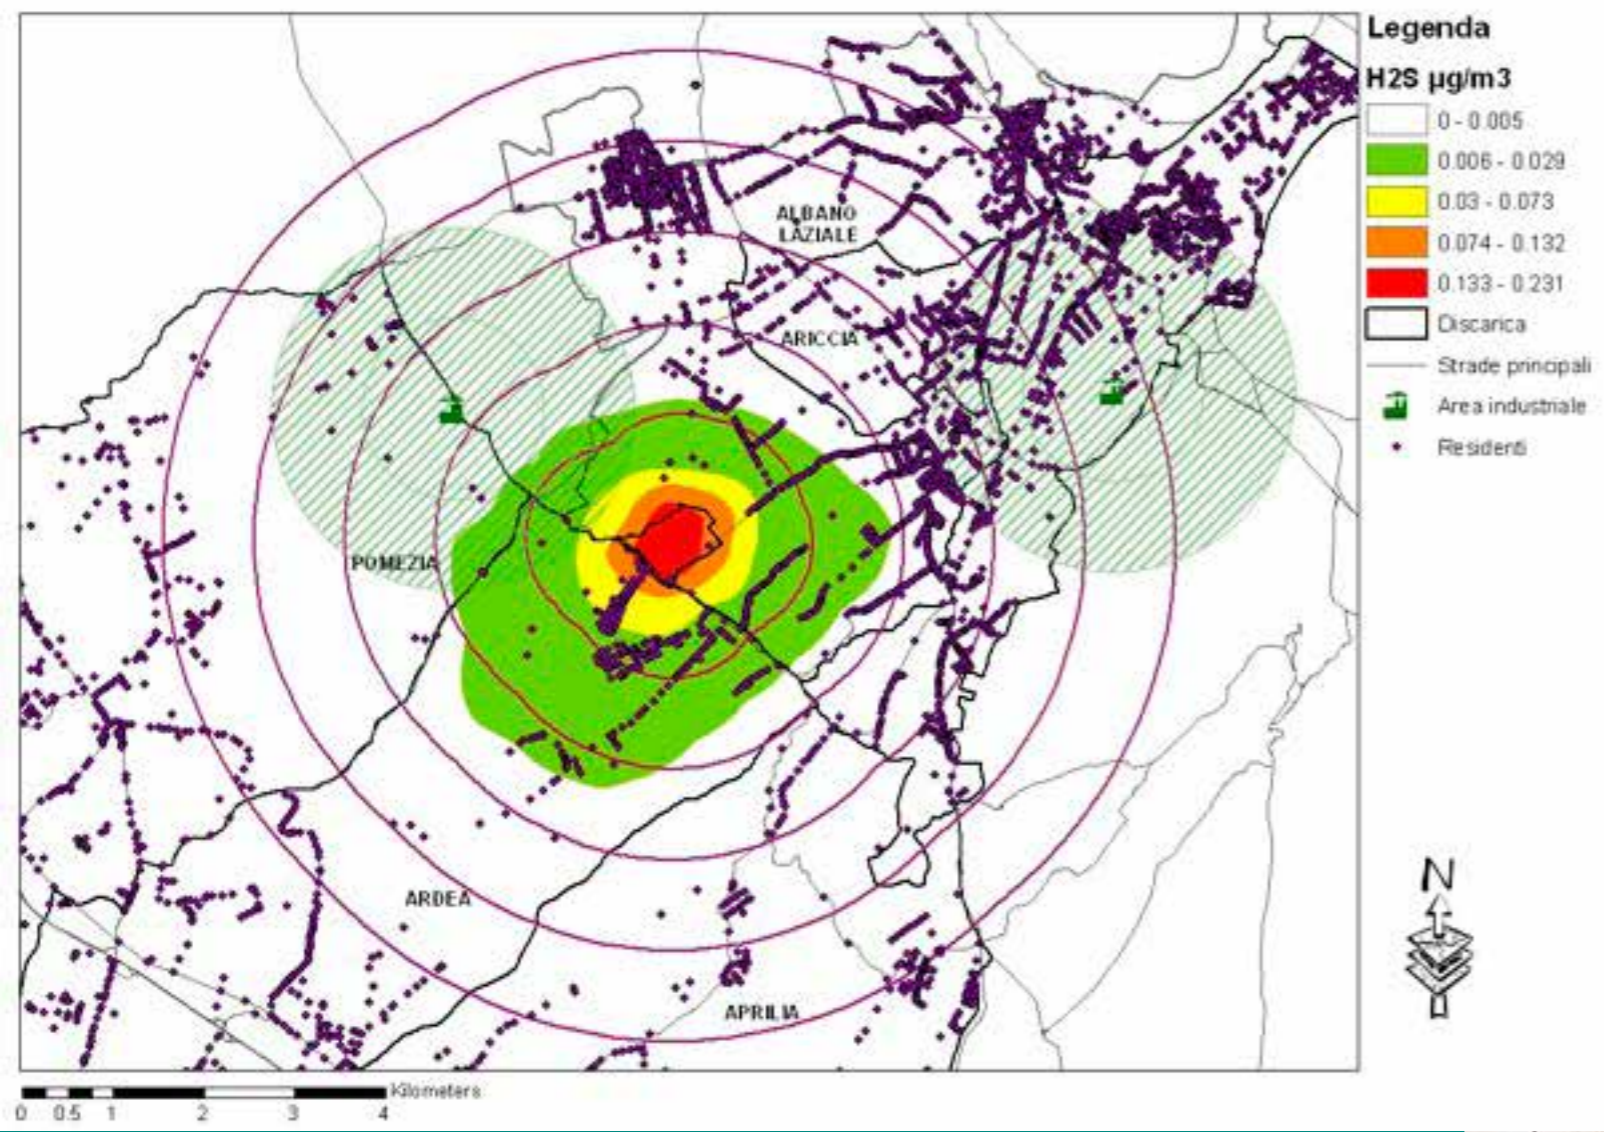 Legenda
H2S µg/m3
0 - 0.005
0.006 - 0.029
0.03 - 0.073
0.074 - 0.132
0.133 - 0.231
Discarica
Strade principali
Area industriale
Residenti
ALBANO
LAZIALE
ARICCIA
POMEZIA
ARDEA
APRILIA
N
Kilometers
0 0.5 1 2 3 4